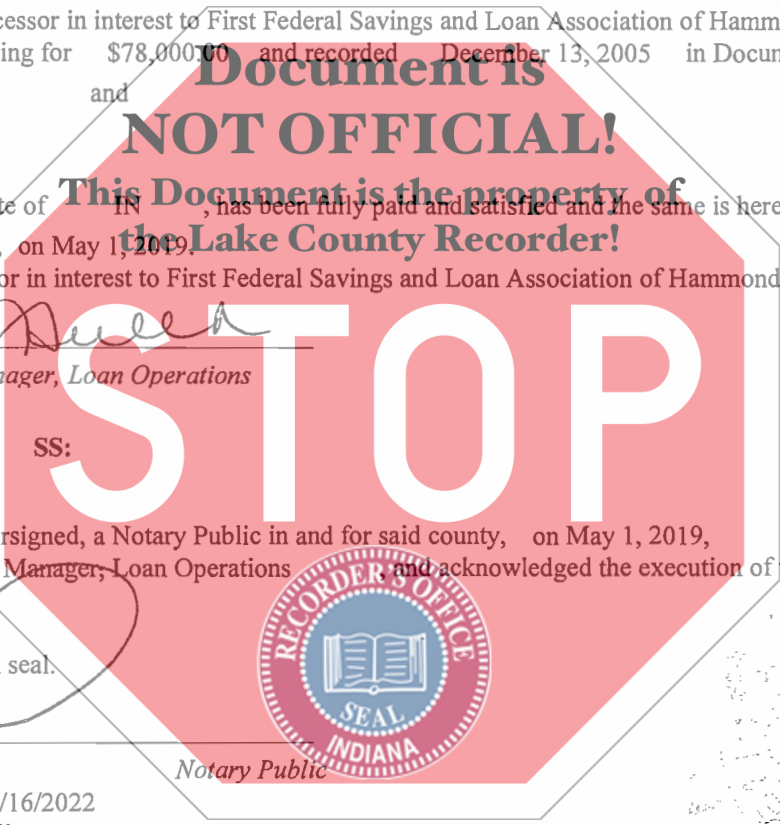 cessor in interest to First Federal Savings and Loan Association of Hamm
ing for $78,000.00 and recorded December 13, 2005 in Docum
Document is
and
NOT OFFICIAL!
This Document is the property of
te of IN , has been fully paid and satisfied and the same is here
the Lake County Recorder!
on May 1, 2019.
or in interest to First Federal Savings and Loan Association of Hammond
nager, Loan Operations
STOP
SS:
rsigned, a Notary Public in and for said county, on May 1, 2019,
Manager, Loan Operations , and acknowledged the execution of
RECORDER'S OFFICE
seal.
SEAL
INDIANA
Notary Public
/16/2022